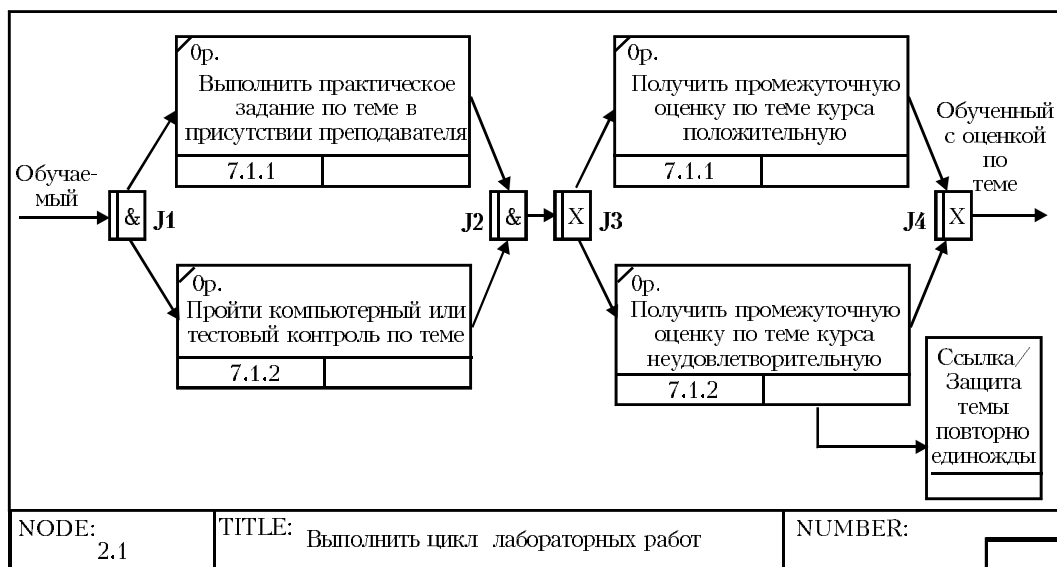 0р.
Выполнить практическое
задание по теме в
присутствии преподавателя
7.1.1
0р.
Получить промежуточную
оценку по теме курса
положительную
7.1.1
Обучае-
мый
& J1
J2 &
X J3
J4 X
Обученный
с оценкой
по
теме
0р.
Пройти компьютерный или
тестовый контроль по теме
7.1.2
0р.
Получить промежуточную
оценку по теме курса
неудовлетворительную
7.1.2
Ссылка/
Защита
темы
повторно
единожды
NODE:
2.1
TITLE: Выполнить цикл лабораторных работ
NUMBER: